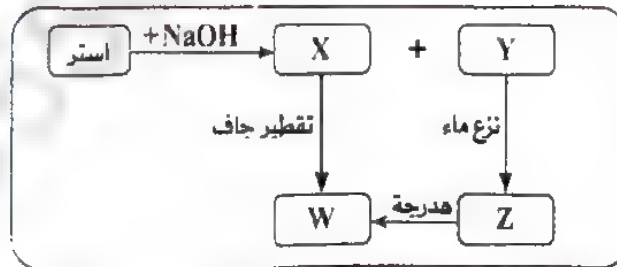 استر +NaOH X + Y
تقطير جاف نزع ماء
W هدرجة Z